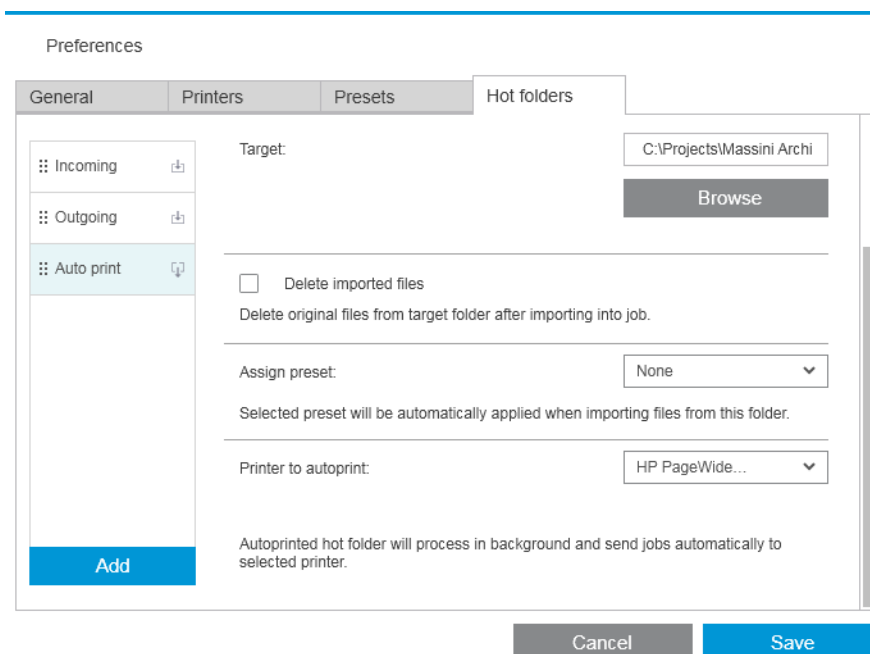 Preferences
General
Printers
Presets
Hot folders
Incoming
Outgoing
Auto print
Add
Target:
C:\Projects\Massini Archi
Browse
Delete imported files
Delete original files from target folder after importing into job.
Assign preset:
None
Selected preset will be automatically applied when importing files from this folder.
Printer to autoprint:
HP PageWide...
Autoprinted hot folder will process in background and send jobs automatically to
selected printer.
Cancel
Save